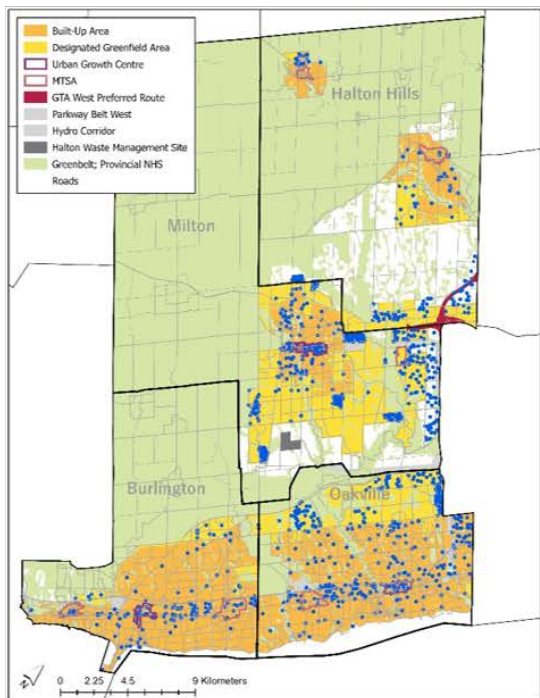 Built-Up Area
Designated Greenfield Area
Urban Growth Centre
MTSA
GTA West Preferred Route
Parkway Belt West
Hydro Corridor
Halton Waste Management Site
Greenbelt; Provincial NHS
Roads
Halton Hills
Milton
Burlington
Oakville
N
0 2.25 4.5 9 Kilometers